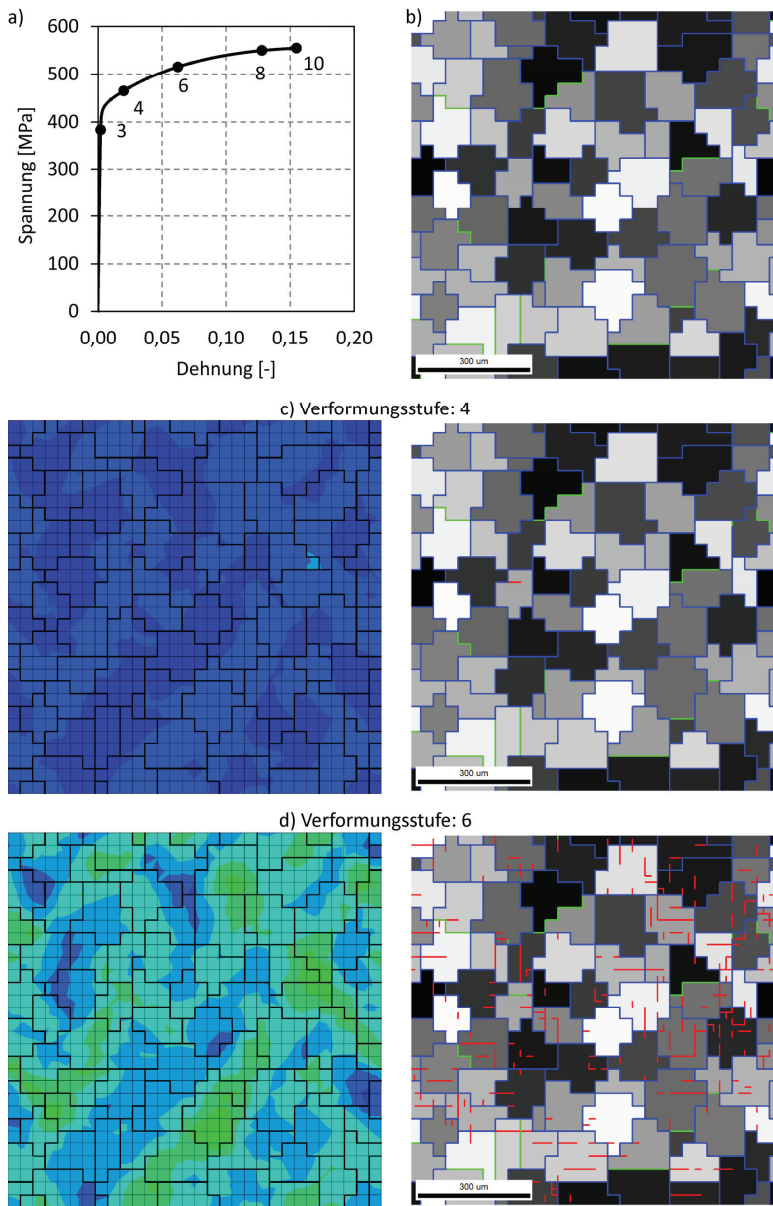 a)
600
500
400
300
200
100
0
Spannung [MPa]
3
4
6
8
10
0,00 0,05 0,10 0,15 0,20
Dehnung [-]
b)
300 um
c) Verformungsstufe: 4
300 um
d) Verformungsstufe: 6
300 um